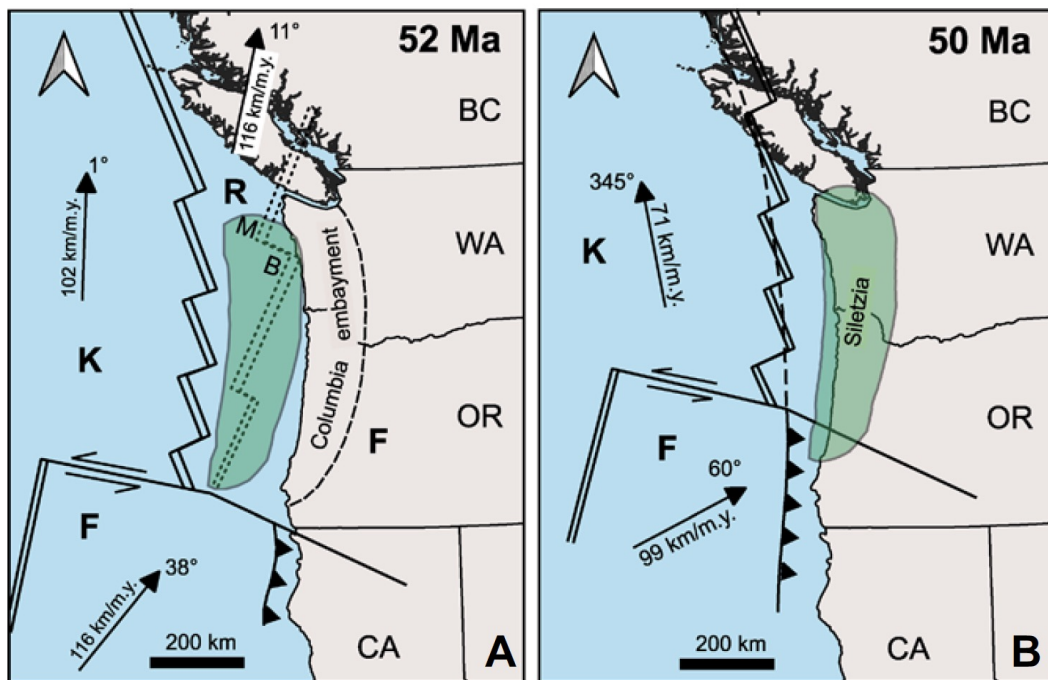 52 Ma
11°
116 km/m.y.
BC
1°
102 km/m.y.
R
M
B
WA
Columbia
embayment
K
OR
F
F
38°
116 km/m.y.
200 km
CA
A
50 Ma
BC
345°
71 km/m.y.
K
WA
Siletzia
OR
F
60°
99 km/m.y.
200 km
CA
B